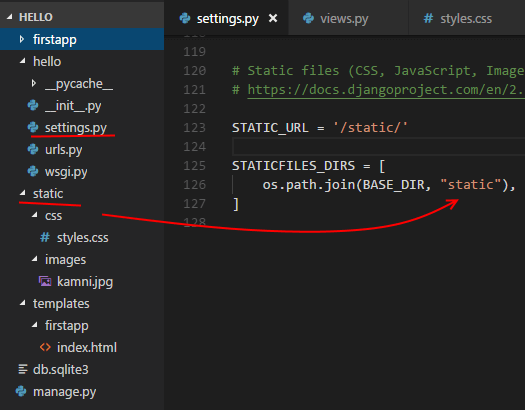 HELLO
firstapp
hello
__pycache__
__init__.py
settings.py
urls.py
wsgi.py
static
css
styles.css
images
kamni.jpg
templates
firstapp
index.html
db.sqlite3
manage.py
settings.py
views.py
styles.css
119
120 # Static files (CSS, JavaScript, Image
121 # https://docs.djangoproject.com/en/2.
122
123 STATIC_URL = '/static/'
124
125 STATICFILES_DIRS = [
126 os.path.join(BASE_DIR, "static"),
127 ]
128